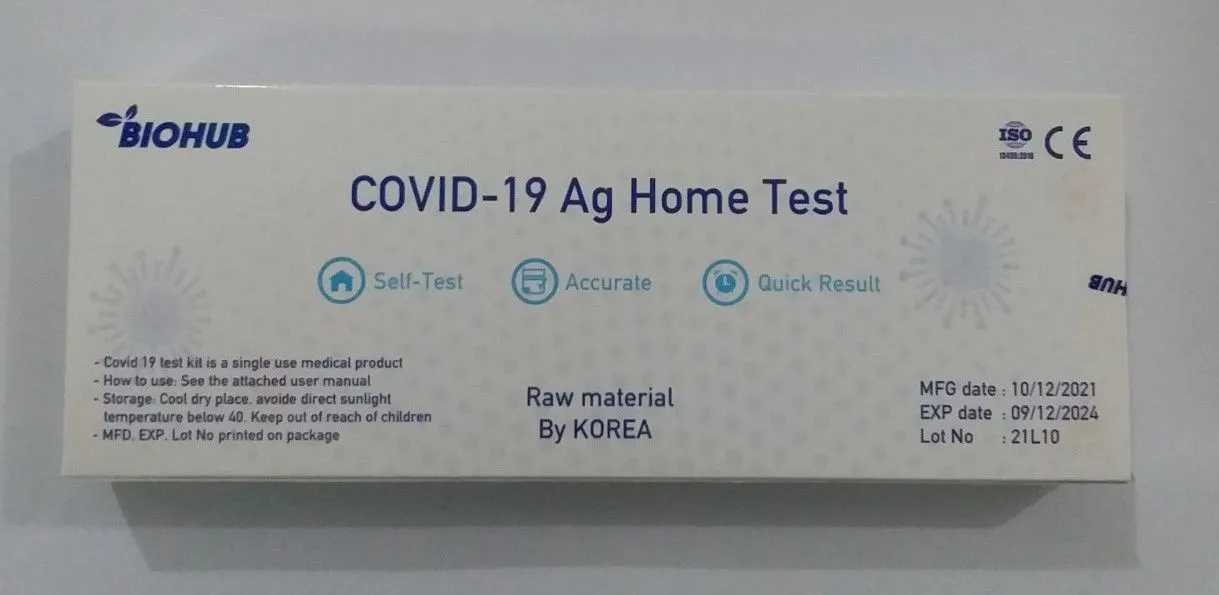 BIOHUB
ISO
13485:2016
CE
COVID-19 Ag Home Test
Self-Test
Accurate
Quick Result
HUB
- Covid 19 test kit is a single use medical product
- How to use: See the attached user manual
- Storage: Cool dry place. avoide direct sunlight
temperature below 40. Keep out of reach of children
- MFD. EXP. Lot No printed on package
Raw material
By KOREA
MFG date : 10/12/2021
EXP date : 09/12/2024
Lot No : 21L10